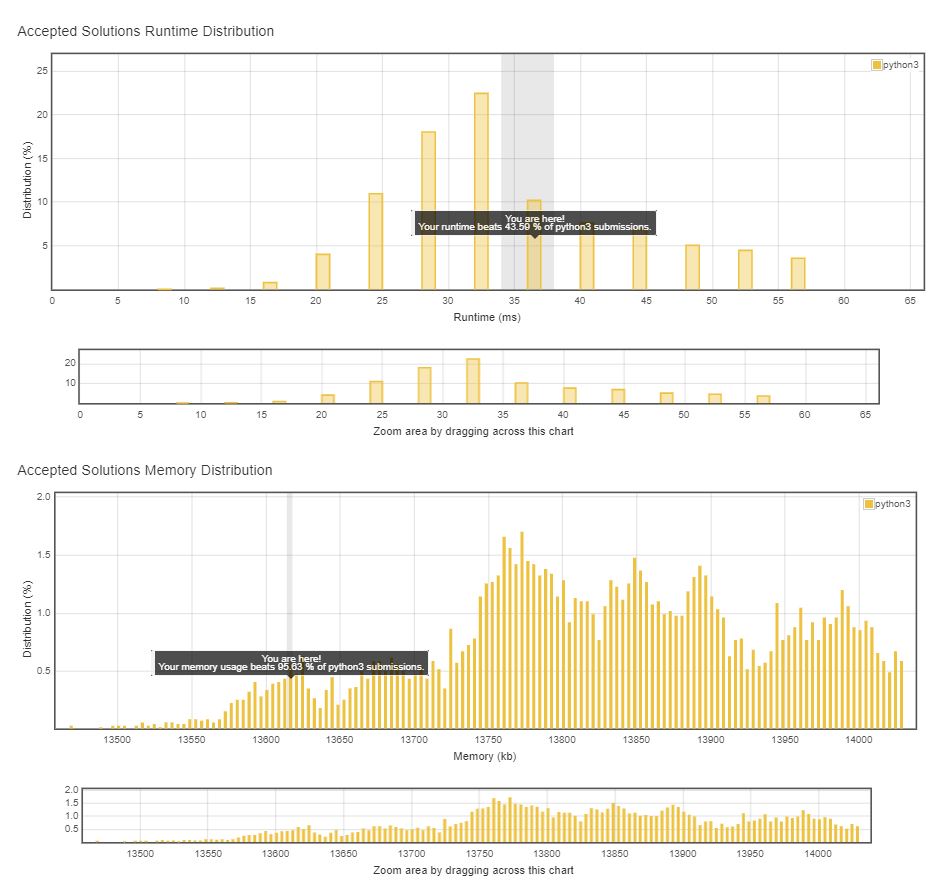 Accepted Solutions Runtime Distribution
python3
25
20
15
10
5
Distribution (%)
You are here!
Your runtime beats 43.59 % of python3 submissions.
0 5 10 15 20 25 30 35 40 45 50 55 60 65
Runtime (ms)
20
10
0 5 10 15 20 25 30 35 40 45 50 55 60 65
Zoom area by dragging across this chart
Accepted Solutions Memory Distribution
2.0
python3
1.5
1.0
0.5
Distribution (%)
You are here!
Your memory usage beats 95.63 % of python3 submissions.
13500 13550 13600 13650 13700 13750 13800 13850 13900 13950 14000
Memory (kb)
2.0
1.5
1.0
0.5
13500 13550 13600 13650 13700 13750 13800 13850 13900 13950 14000
Zoom area by dragging across this chart